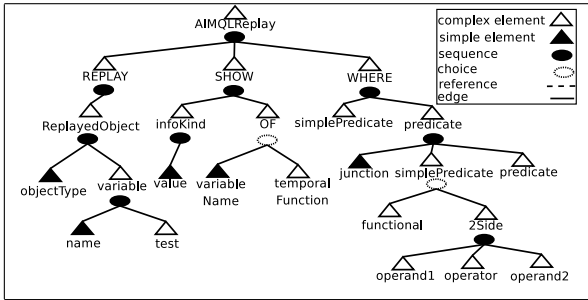 AIMQLReplay
complex element
simple element
sequence
choice
reference
edge
REPLAY
SHOW
WHERE
ReplayedObject
infoKind
OF
simplePredicate
predicate
objectType
variable
value
variable
Name
temporal
Function
junction
simplePredicate
predicate
name
test
functional
2Side
operand1
operator
operand2